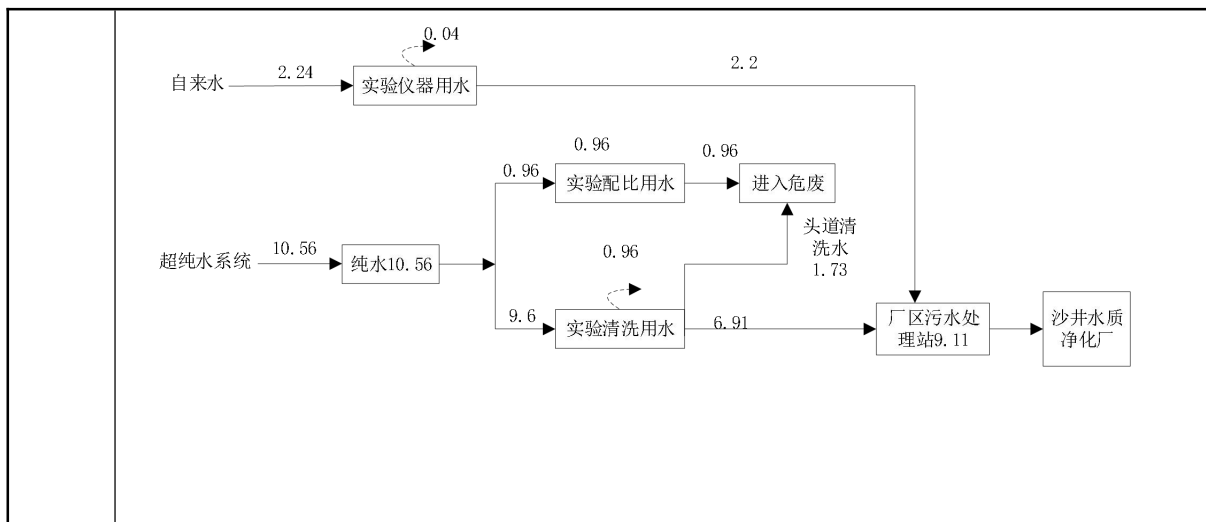 0.04
自来水
2.24
实验仪器用水
2.2
0.96
0.96
实验配比用水
0.96
进入危废
头道清
洗水
1.73
超纯水系统
10.56
纯水10.56
0.96
9.6
实验清洗用水
6.91
厂区污水处
理站9.11
沙井水质
净化厂